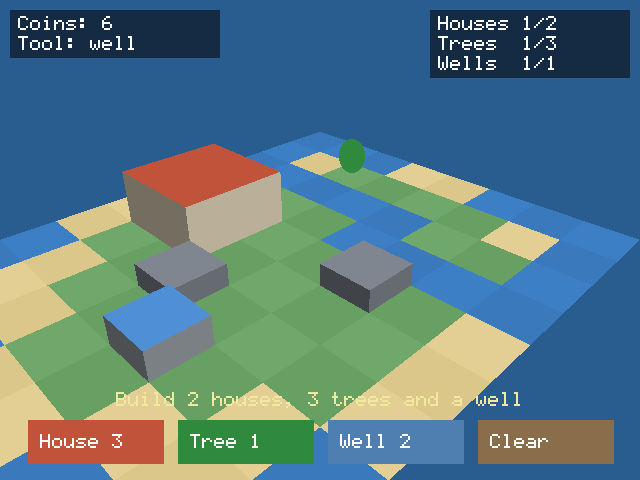 Coins: 6
Tool: well
Houses 1/2
Trees 1/3
Wells 1/1
Build 2 houses, 3 trees and a well
House 3
Tree 1
Well 2
Clear